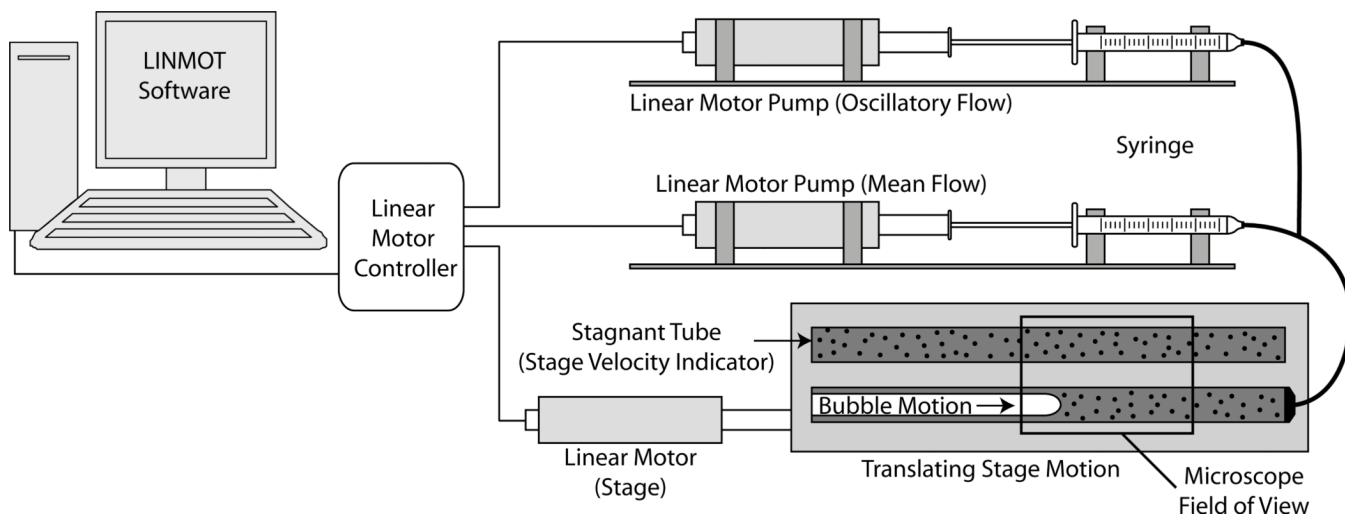 LINMOT
Software
Linear Motor Pump (Oscillatory Flow)
Syringe
Linear Motor Pump (Mean Flow)
Linear
Motor
Controller
Stagnant Tube
(Stage Velocity Indicator)
Bubble Motion
Linear Motor
(Stage)
Translating Stage Motion
Microscope
Field of View